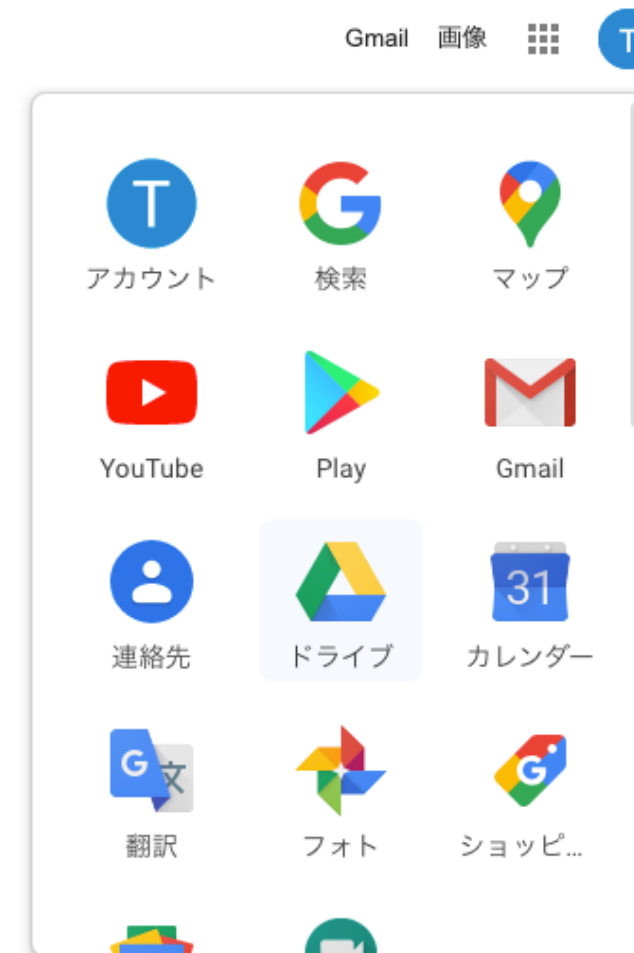 Gmail 画像 T
T
アカウント 検索 マップ
YouTube Play Gmail
31
連絡先 ドライブ カレンダー
G 文 G
翻訳 フォト ショッピ...